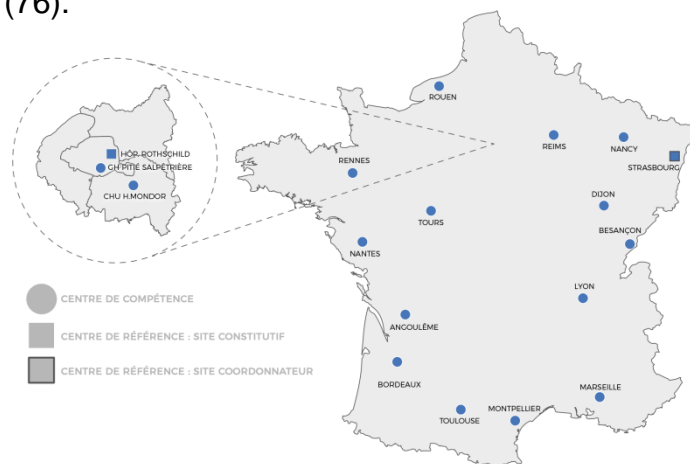 (76).
ROUEN
REIMS
NANCY
STRASBOURG
HÔP. ROTHSCHILD
GH PITIÉ SALPÊTRIÈRE
CHU H.MONDOR
RENNES
DIJON
TOURS
BESANÇON
NANTES
LYON
CENTRE DE COMPÉTENCE
ANGOULÊME
CENTRE DE RÉFÉRENCE : SITE CONSTITUTIF
CENTRE DE RÉFÉRENCE : SITE COORDONNATEUR
BORDEAUX
MARSEILLE
MONTPELLIER
TOULOUSE